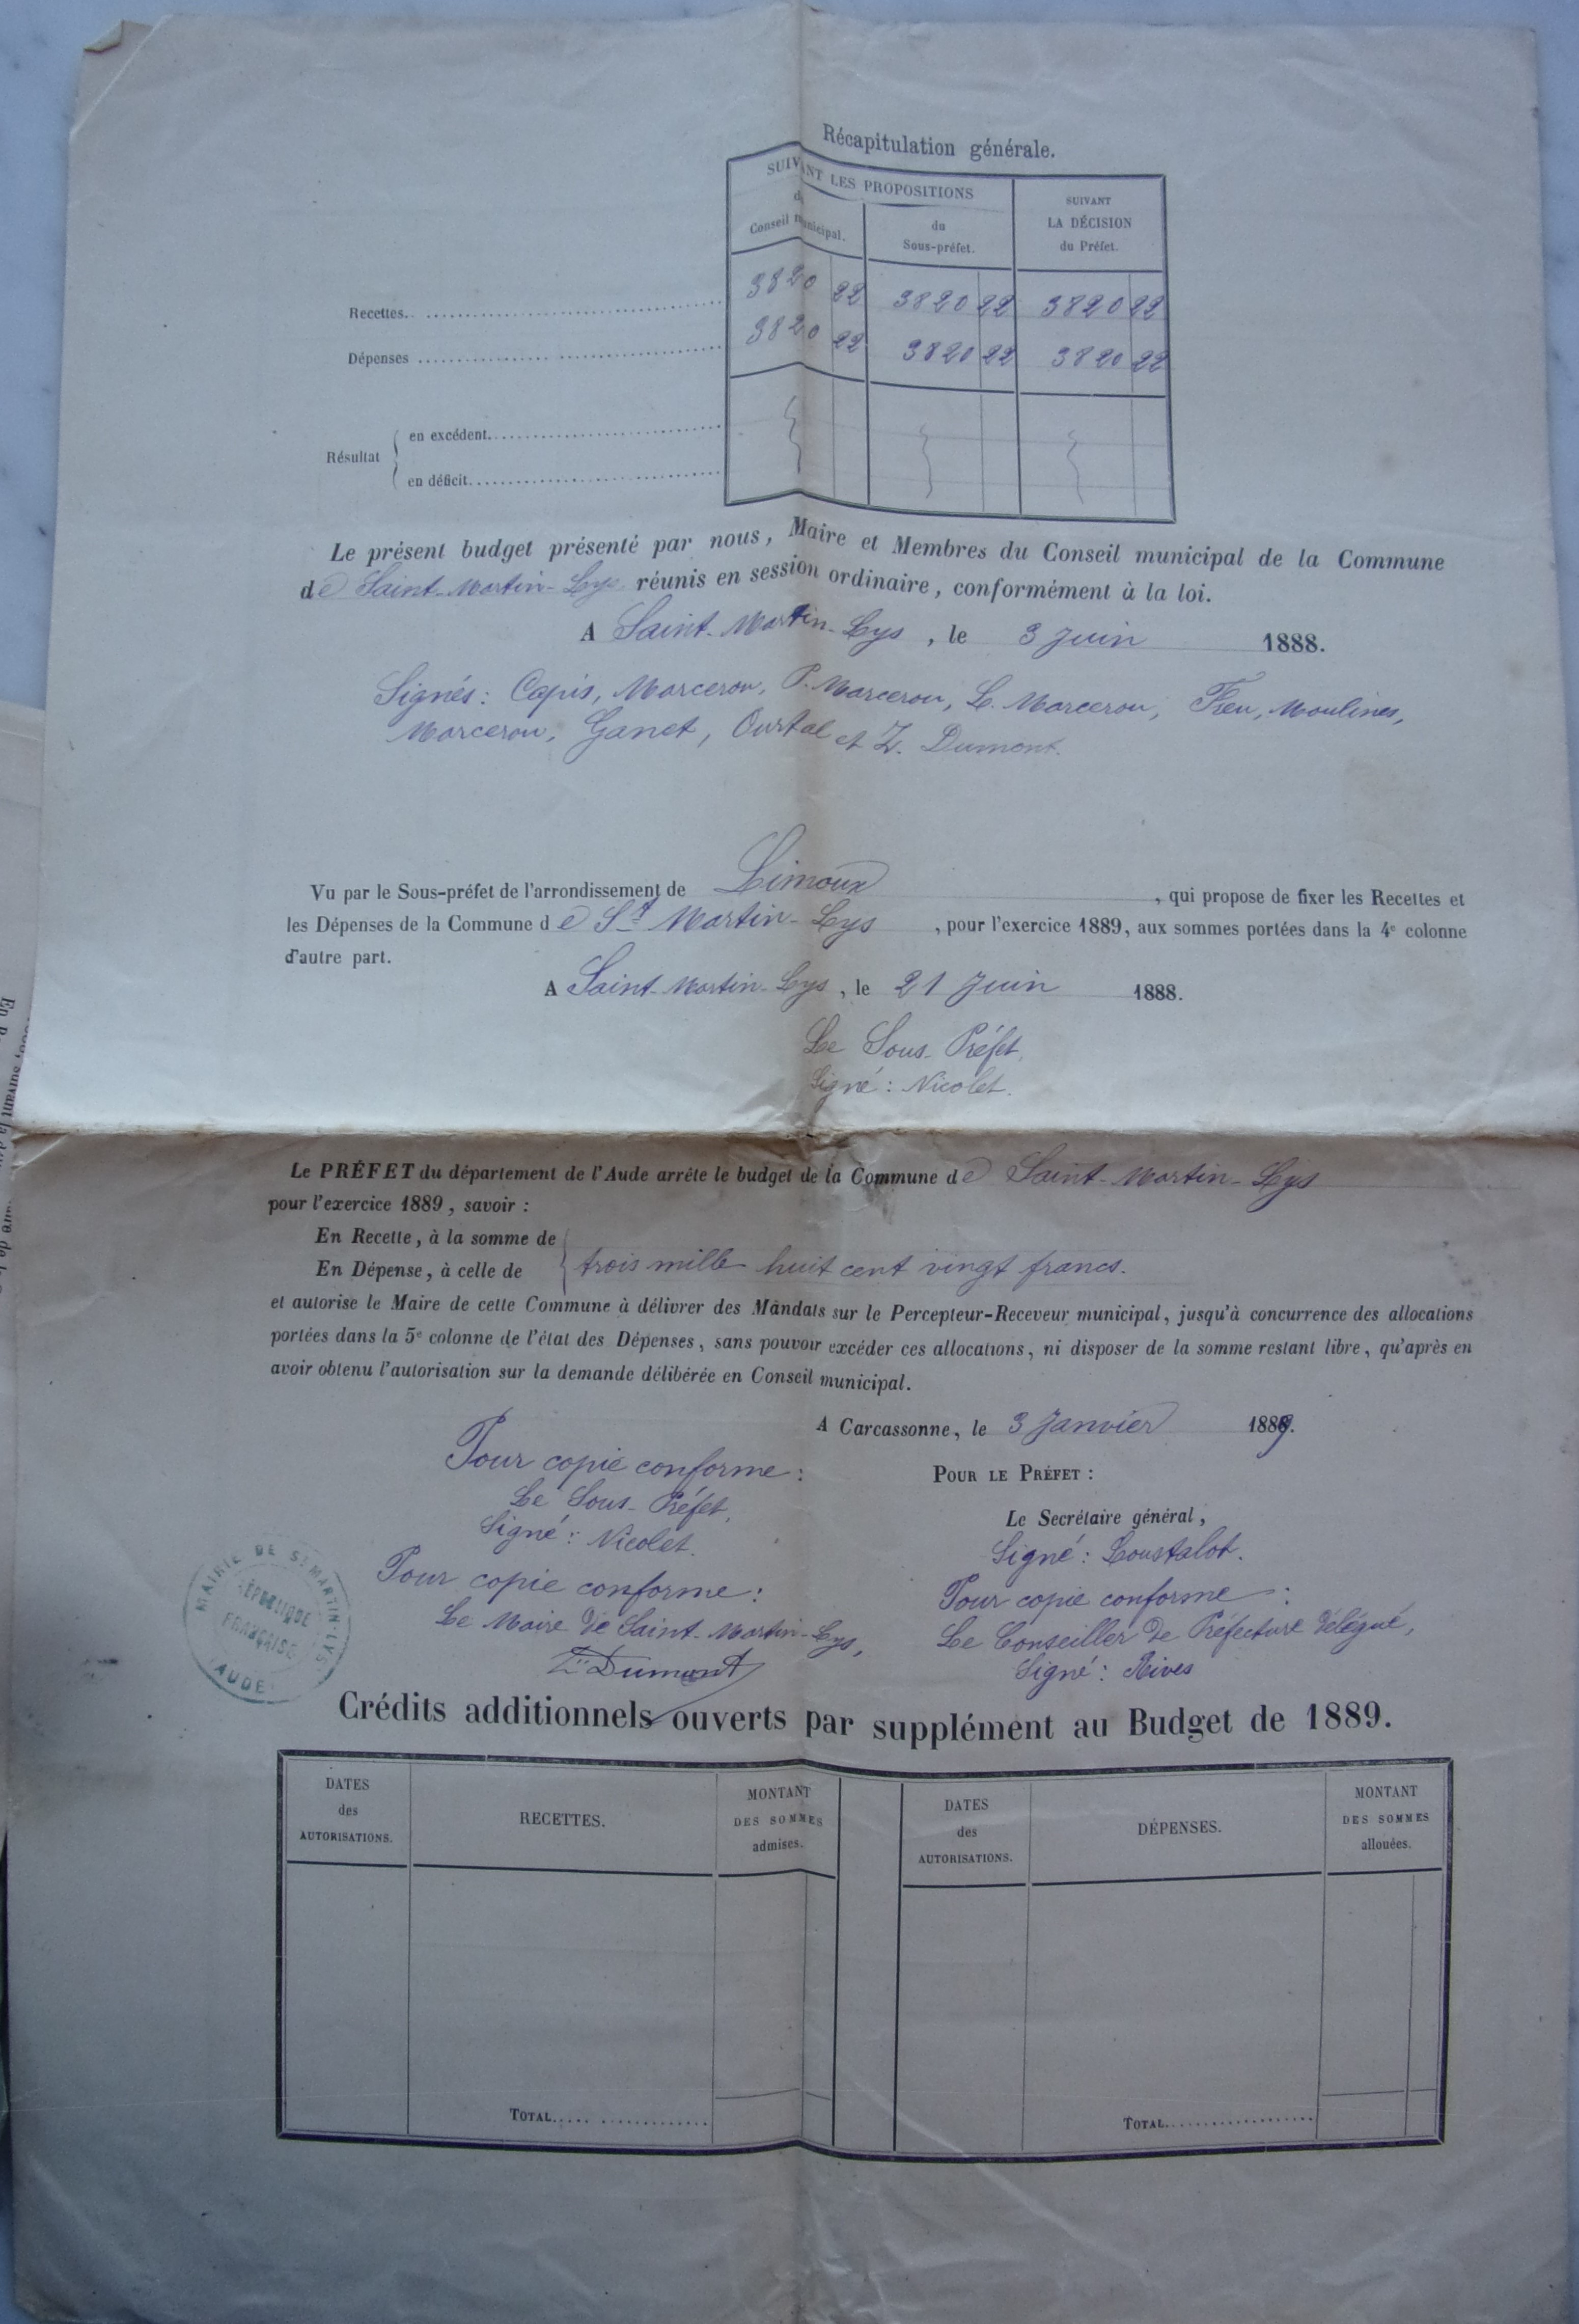 Récapitulation générale.
SUIVANT LES PROPOSITIONS
du
Conseil municipal.
du
Sous-préfet.
SUIVANT
LA DÉCISION
du Préfet.
Recettes. 3820 22 3820 22 3820 22
Dépenses 3820 22 3820 22 3820 22
Résultat
en excédent.
en déficit.
Le présent budget présenté par nous, Maire et Membres du Conseil municipal de la Commune
de Saint-Martin-Lys réunis en session ordinaire, conformément à la loi.
A Saint-Martin-Lys, le 3 Juin 1888.
Signés: Capis, Marcerou, P. Marcerou, L. Marcerou, Feu, Moulines,
Marcerou, Ganet, Ourtal et Z. Dumont.
Vu par le Sous-préfet de l'arrondissement de Limoux, qui propose de fixer les Recettes et
les Dépenses de la Commune de St Martin-Lys, pour l'exercice 1889, aux sommes portées dans la 4e colonne
d'autre part.
A Saint-Martin-Lys, le 21 Juin 1888.
Le Sous-Préfet,
Signé: Nicolet.
Le PRÉFET du département de l'Aude arrête le budget de la Commune de Saint-Martin-Lys
pour l'exercice 1889, savoir :
En Recette, à la somme de
En Dépense, à celle de
trois mille huit cent vingt francs.
et autorise le Maire de cette Commune à délivrer des Mandats sur le Percepteur-Receveur municipal, jusqu'à concurrence des allocations
portées dans la 5e colonne de l'état des Dépenses, sans pouvoir excéder ces allocations, ni disposer de la somme restant libre, qu'après en
avoir obtenu l'autorisation sur la demande délibérée en Conseil municipal.
A Carcassonne, le 3 Janvier 1889.
Pour copie conforme:
Le Sous-Préfet,
Signé: Nicolet.
POUR LE PRÉFET :
Le Secrétaire général,
Signé: Loustalot.
Pour copie conforme:
Le Maire de Saint-Martin-Lys,
Z. Dumont
Pour copie conforme:
Le Conseiller de Préfecture délégué,
Signé: Rives
MAIRIE DE ST MARTIN-LYS
RÉPUBLIQUE
FRANÇAISE
AUDE
Crédits additionnels ouverts par supplément au Budget de 1889.
DATES
des
AUTORISATIONS.
RECETTES.
MONTANT
DES SOMMES
admises.
DATES
des
AUTORISATIONS.
DÉPENSES.
MONTANT
DES SOMMES
allouées.
TOTAL
TOTAL